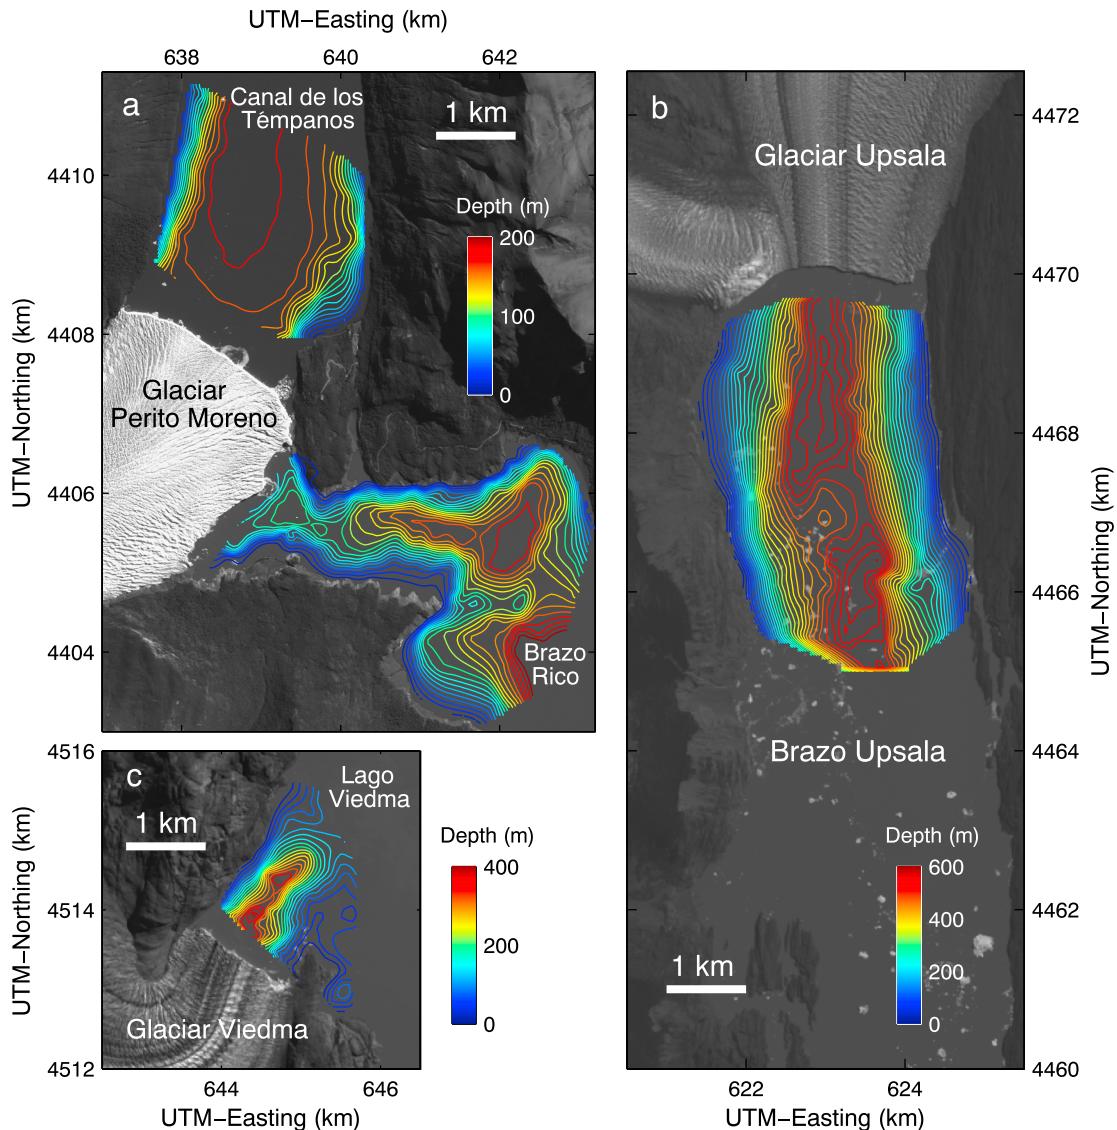 UTM−Easting (km)
638
640
642
a
Canal de los
Témpanos
1 km
Depth (m)
200
100
0
4410
4408
4406
4404
UTM−Northing (km)
Glaciar
Perito Moreno
Brazo
Rico
b
Glaciar Upsala
Brazo Upsala
Depth (m)
600
400
200
0
1 km
4472
4470
4468
4466
4464
4462
4460
UTM−Northing (km)
622
624
UTM−Easting (km)
4516
4514
4512
UTM−Northing (km)
c
Lago
Viedma
1 km
Glaciar Viedma
Depth (m)
400
200
0
644
646
UTM−Easting (km)